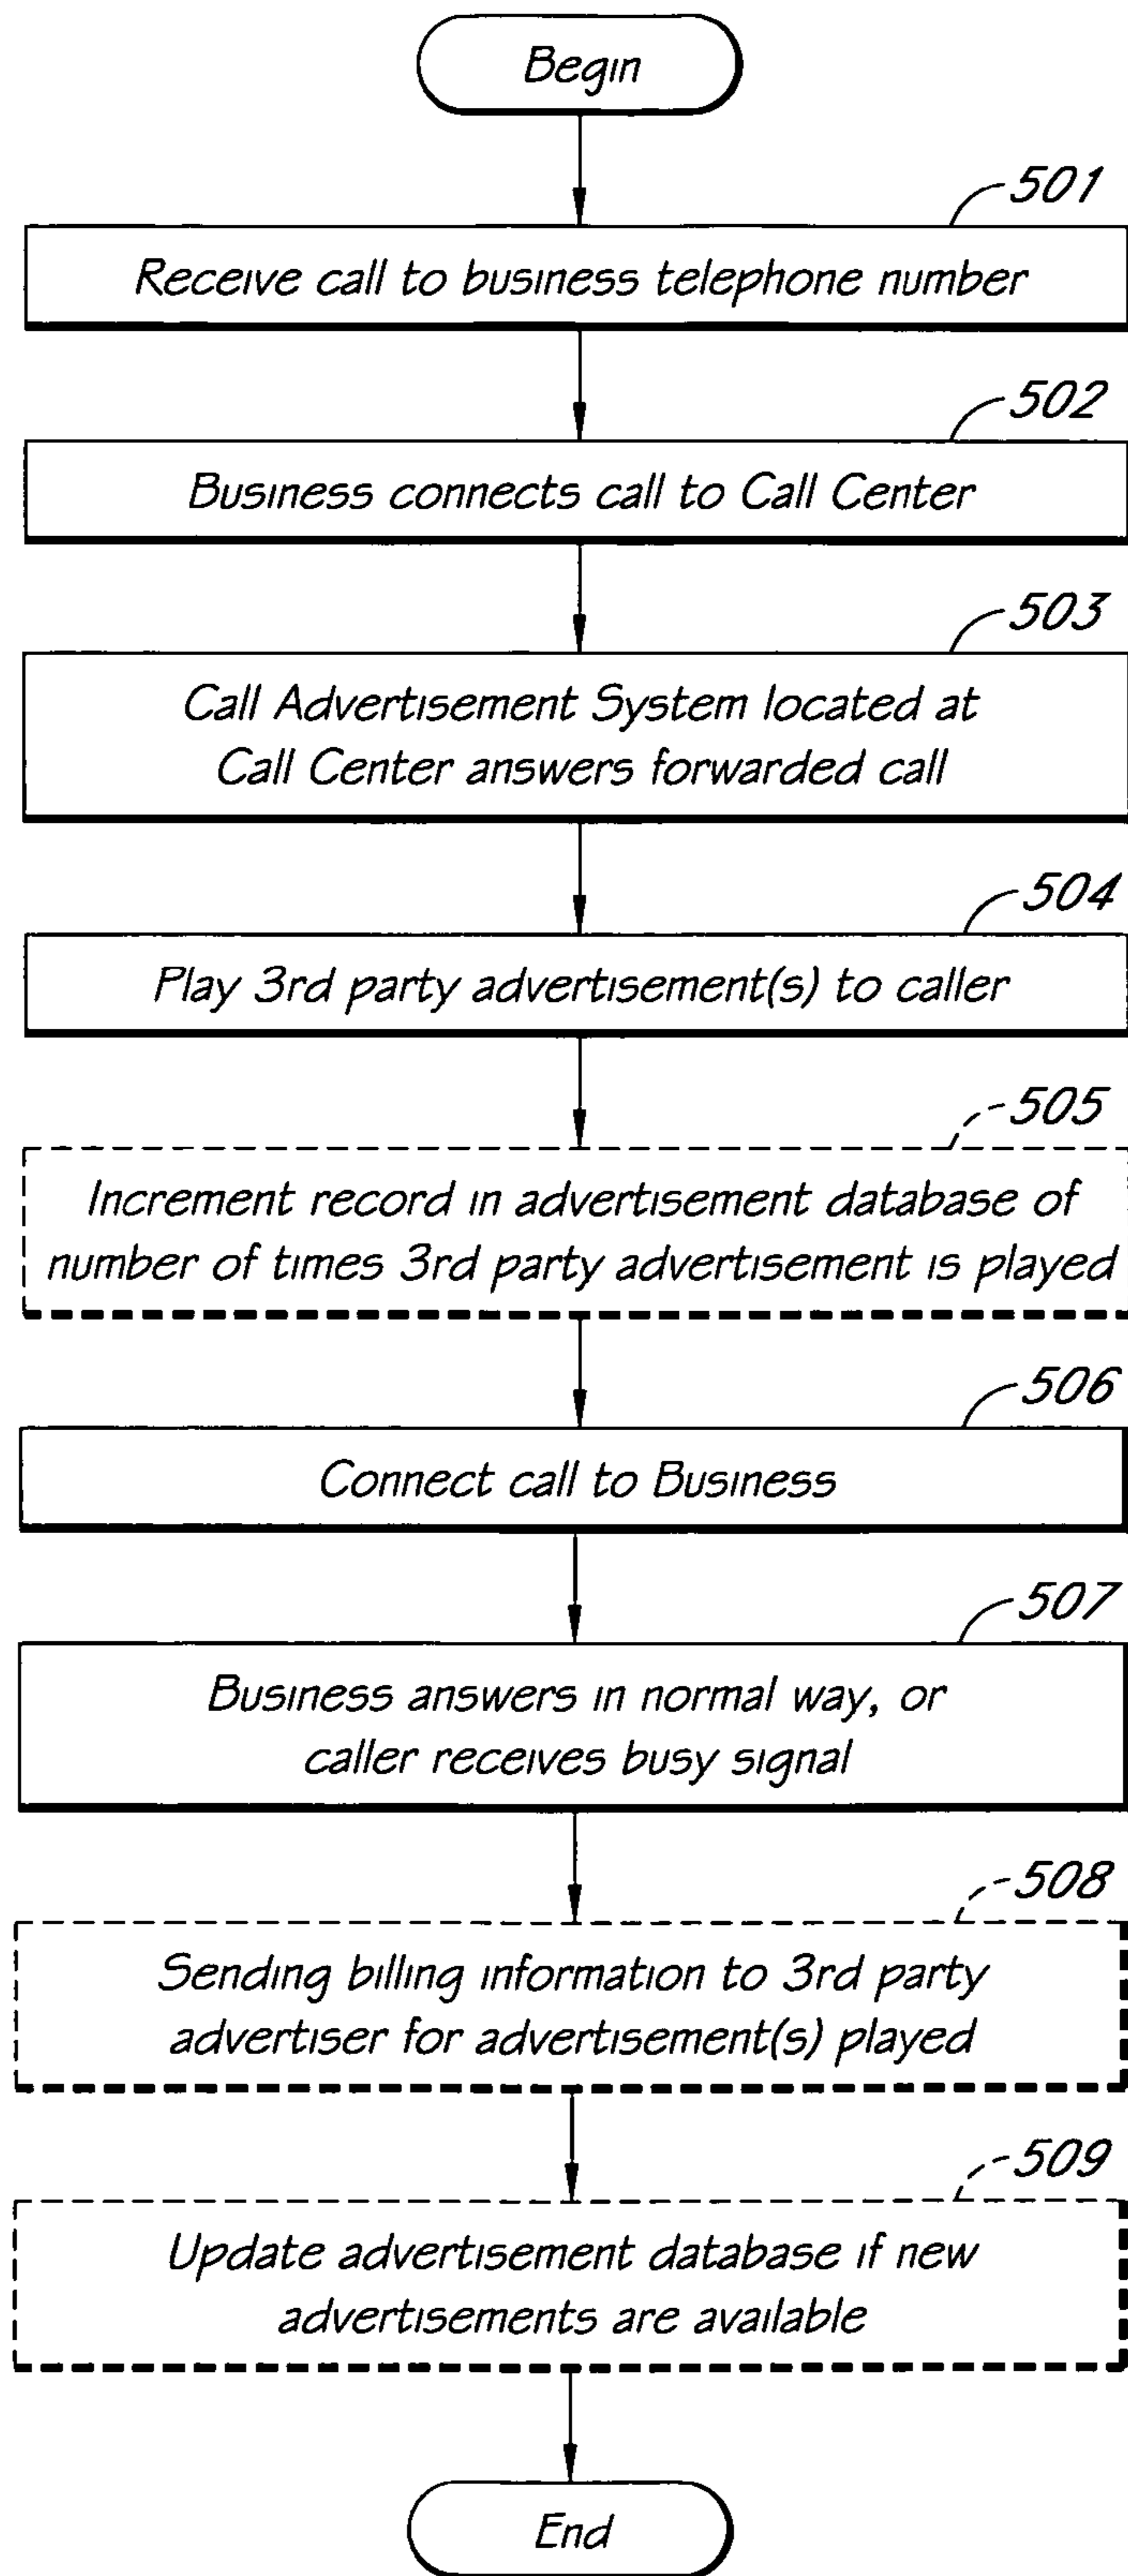 Begin
501
Receive call to business telephone number
502
Business connects call to Call Center
503
Call Advertisement System located at
Call Center answers forwarded call
504
Play 3rd party advertisement(s) to caller
505
Increment record in advertisement database of
number of times 3rd party advertisement is played
506
Connect call to Business
507
Business answers in normal way, or
caller receives busy signal
508
Sending billing information to 3rd party
advertiser for advertisement(s) played
509
Update advertisement database if new
advertisements are available
End